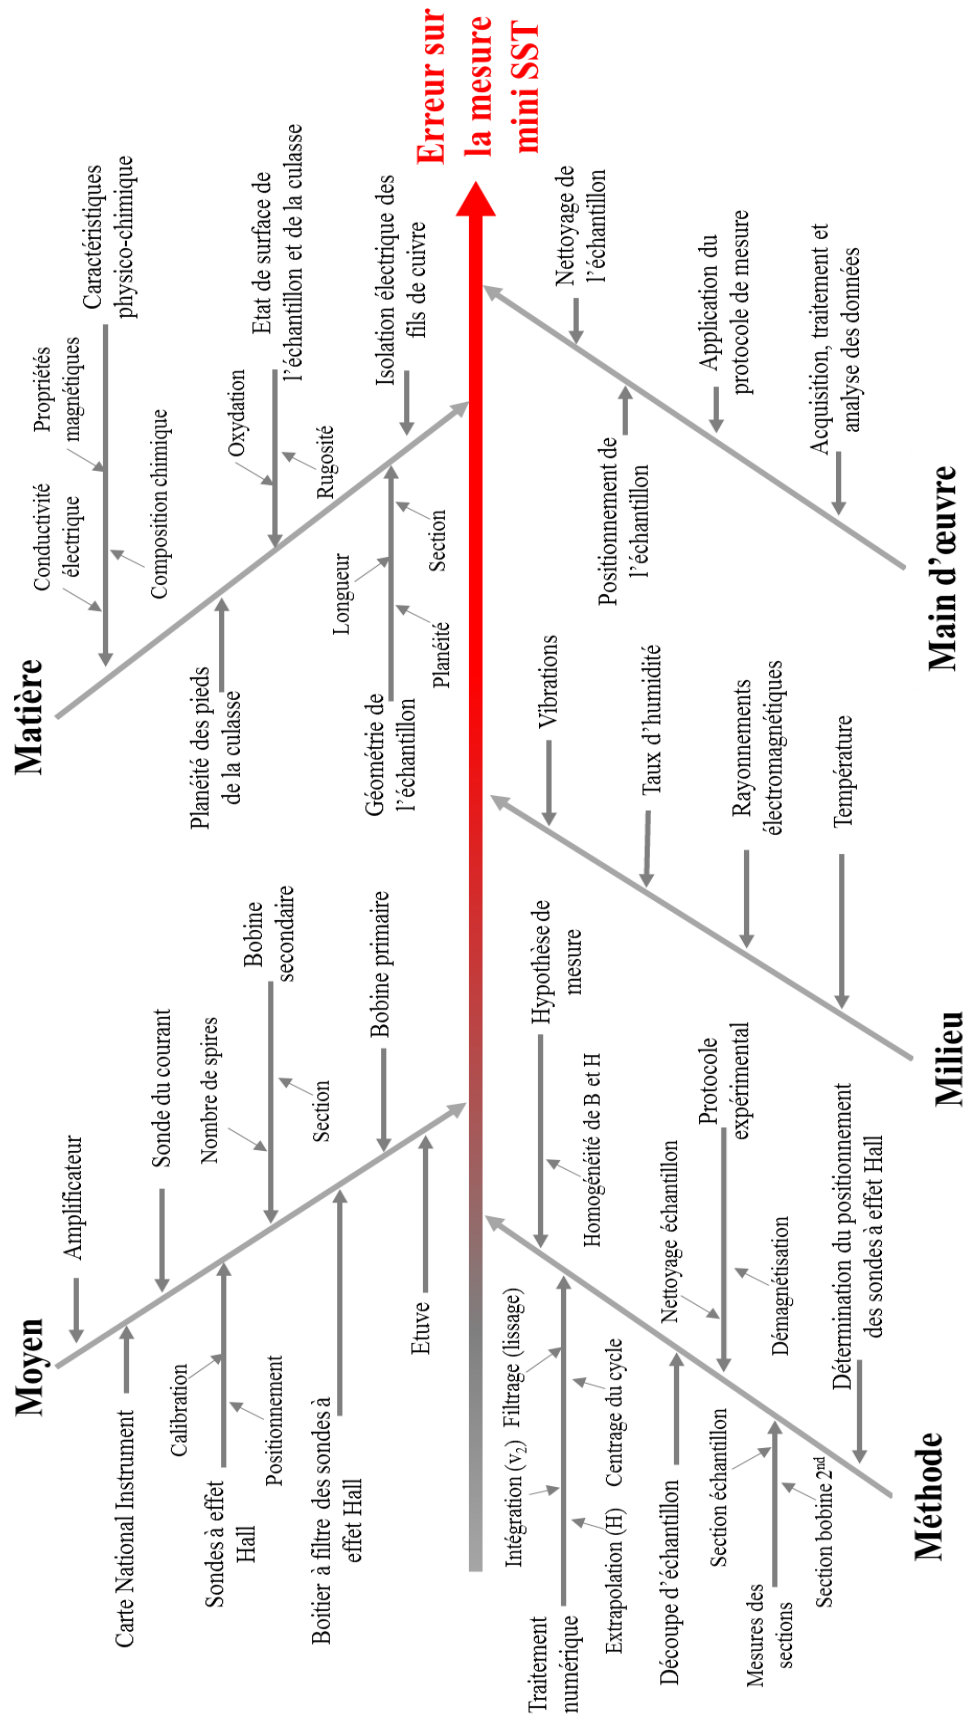 Moyen
Amplificateur
Carte National Instrument
Sonde du courant
Calibration
Sondes à effet
Hall
Positionnement
Nombre de spires
Bobine
secondaire
Section
Boitier à filtre des sondes à
effet Hall
Bobine primaire
Etuve
Matière
Conductivité
électrique
Propriétés
magnétiques
Caractéristiques
physico-chimique
Composition chimique
Planéité des pieds
de la culasse
Oxydation
Etat de surface de
l'échantillon et de la culasse
Rugosité
Longueur
Géométrie de
l'échantillon
Planéité
Section
Isolation électrique des
fils de cuivre
Erreur sur
la mesure
mini SST
Intégration (v2)
Filtrage (lissage)
Traitement
numérique
Extrapolation (H)
Centrage du cycle
Hypothèse de
mesure
Homogénéité de B et H
Découpe d'échantillon
Nettoyage échantillon
Protocole
expérimental
Démagnétisation
Section échantillon
Mesures des
sections
Section bobine 2nd
Détermination du positionnement
des sondes à effet Hall
Méthode
Vibrations
Taux d'humidité
Rayonnements
électromagnétiques
Température
Milieu
Nettoyage de
l'échantillon
Positionnement de
l'échantillon
Application du
protocole de mesure
Acquisition, traitement et
analyse des données
Main d'œuvre